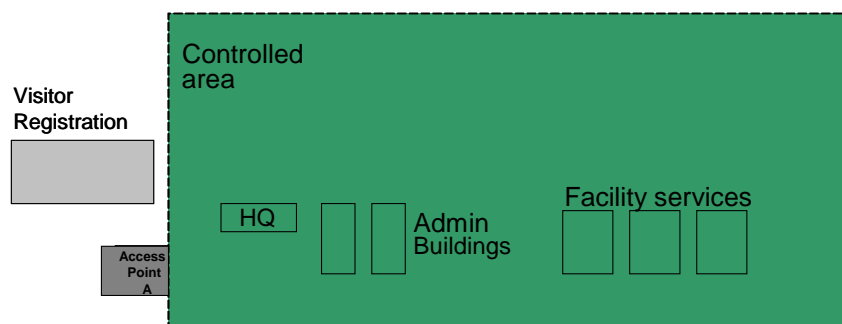 Controlled
area
Visitor
Registration
HQ
Admin
Buildings
Facility services
Access
Point
A